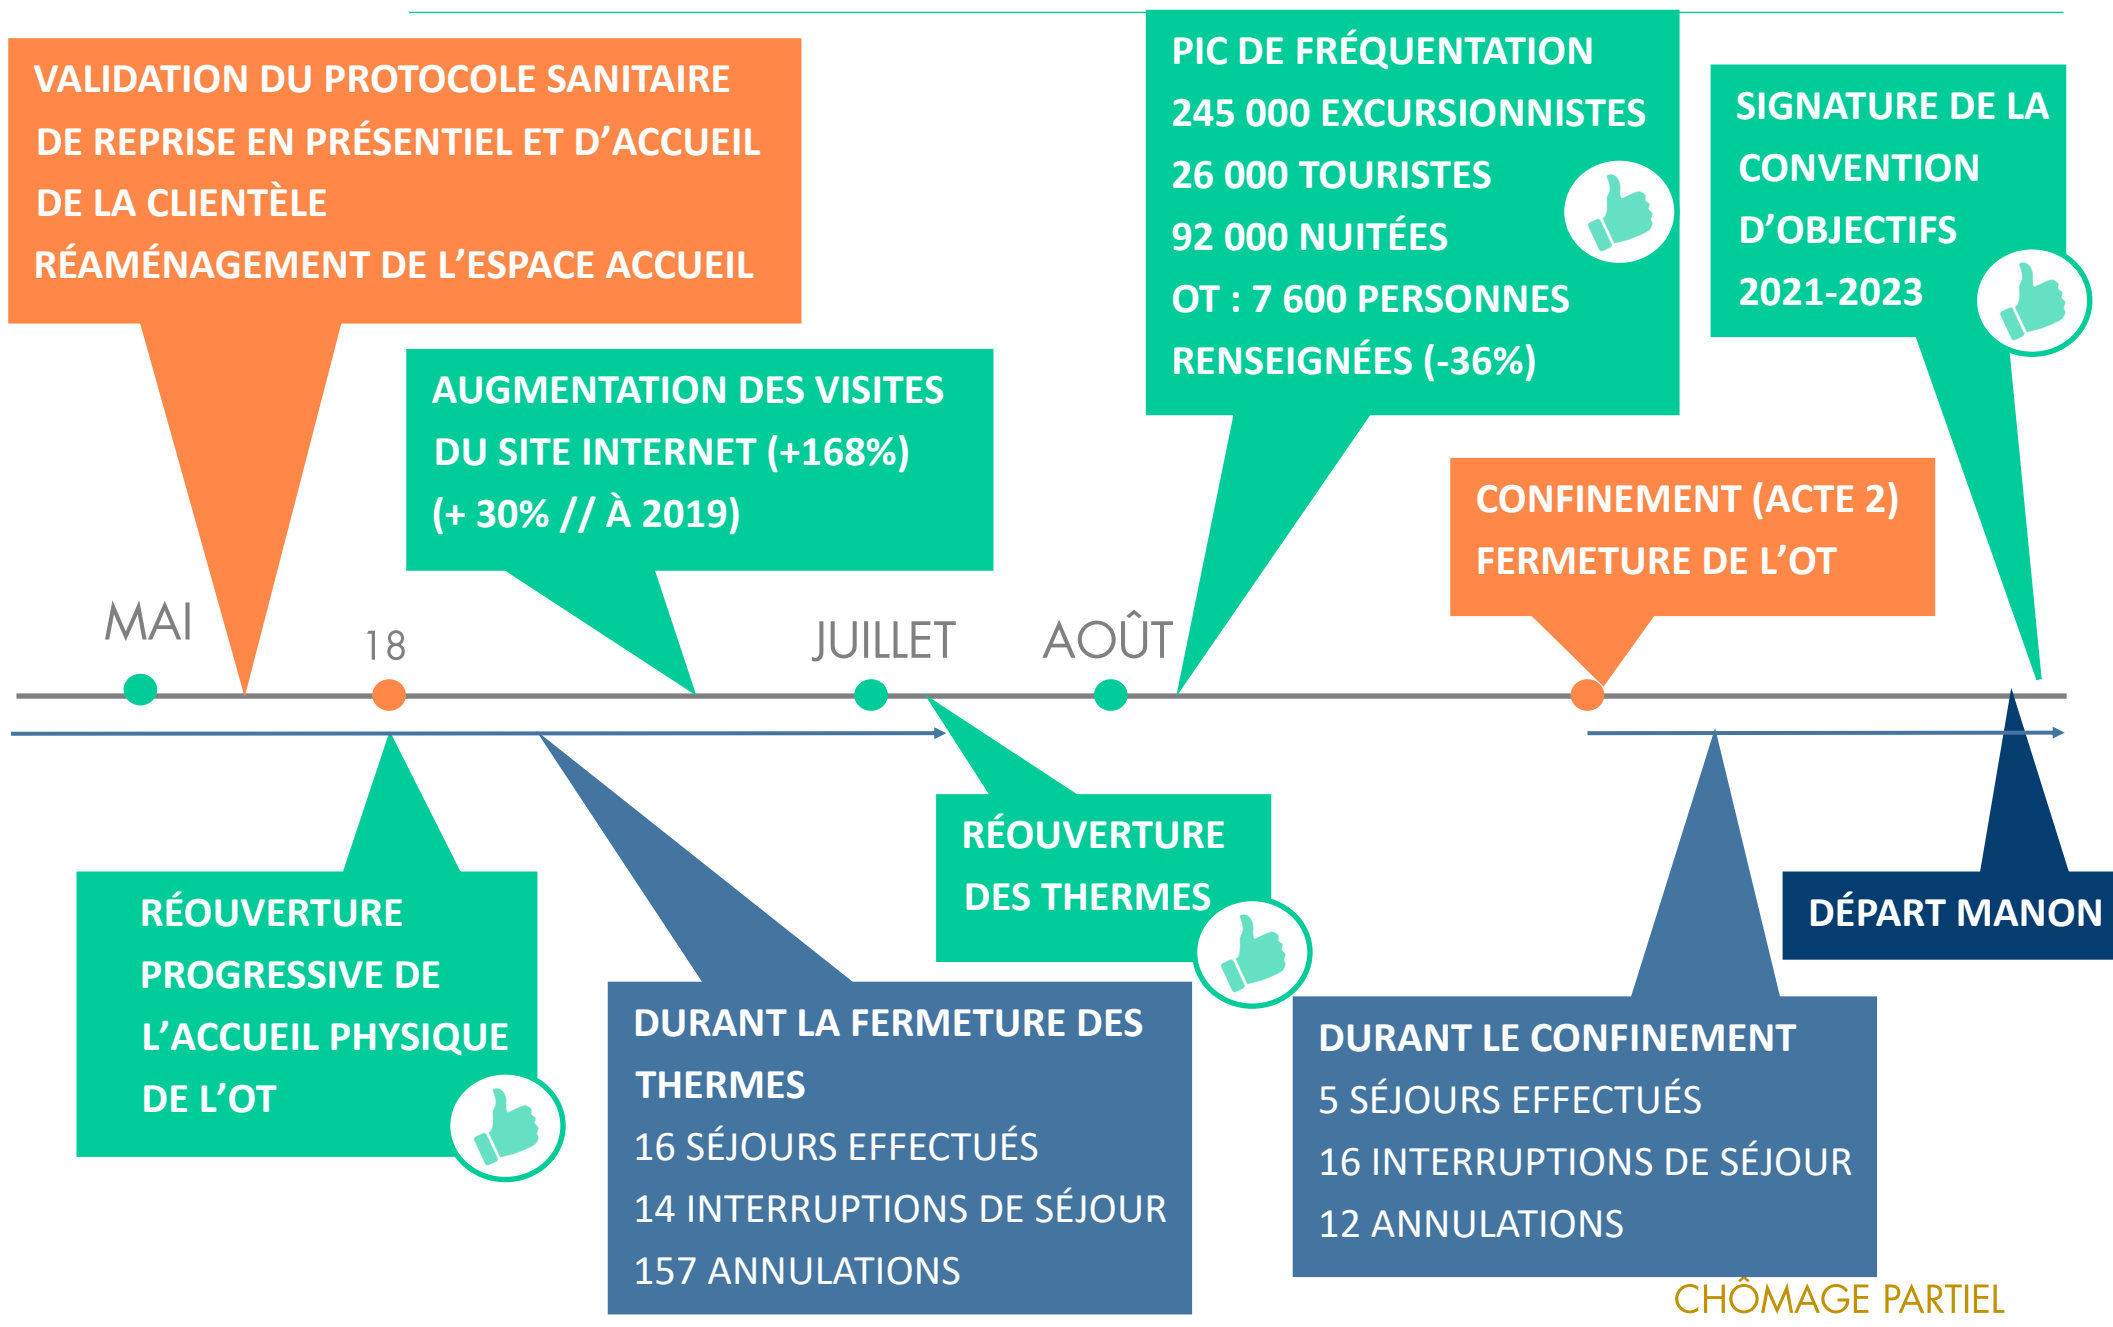 VALIDATION DU PROTOCOLE SANITAIRE
DE REPRISE EN PRÉSENTIEL ET D’ACCUEIL
DE LA CLIENTÈLE
RÉAMÉNAGEMENT DE L’ESPACE ACCUEIL
AUGMENTATION DES VISITES
DU SITE INTERNET (+168%)
(+ 30% // À 2019)
PIC DE FRÉQUENTATION
245 000 EXCURSIONNISTES
26 000 TOURISTES
92 000 NUITÉES
OT : 7 600 PERSONNES
RENSEIGNÉES (-36%)
SIGNATURE DE LA
CONVENTION
D’OBJECTIFS
2021-2023
CONFINEMENT (ACTE 2)
FERMETURE DE L’OT
MAI
18
JUILLET
AOÛT
RÉOUVERTURE
PROGRESSIVE DE
L’ACCUEIL PHYSIQUE
DE L’OT
DURANT LA FERMETURE DES
THERMES
16 SÉJOURS EFFECTUÉS
14 INTERRUPTIONS DE SÉJOUR
157 ANNULATIONS
RÉOUVERTURE
DES THERMES
DURANT LE CONFINEMENT
5 SÉJOURS EFFECTUÉS
16 INTERRUPTIONS DE SÉJOUR
12 ANNULATIONS
DÉPART MANON
CHÔMAGE PARTIEL